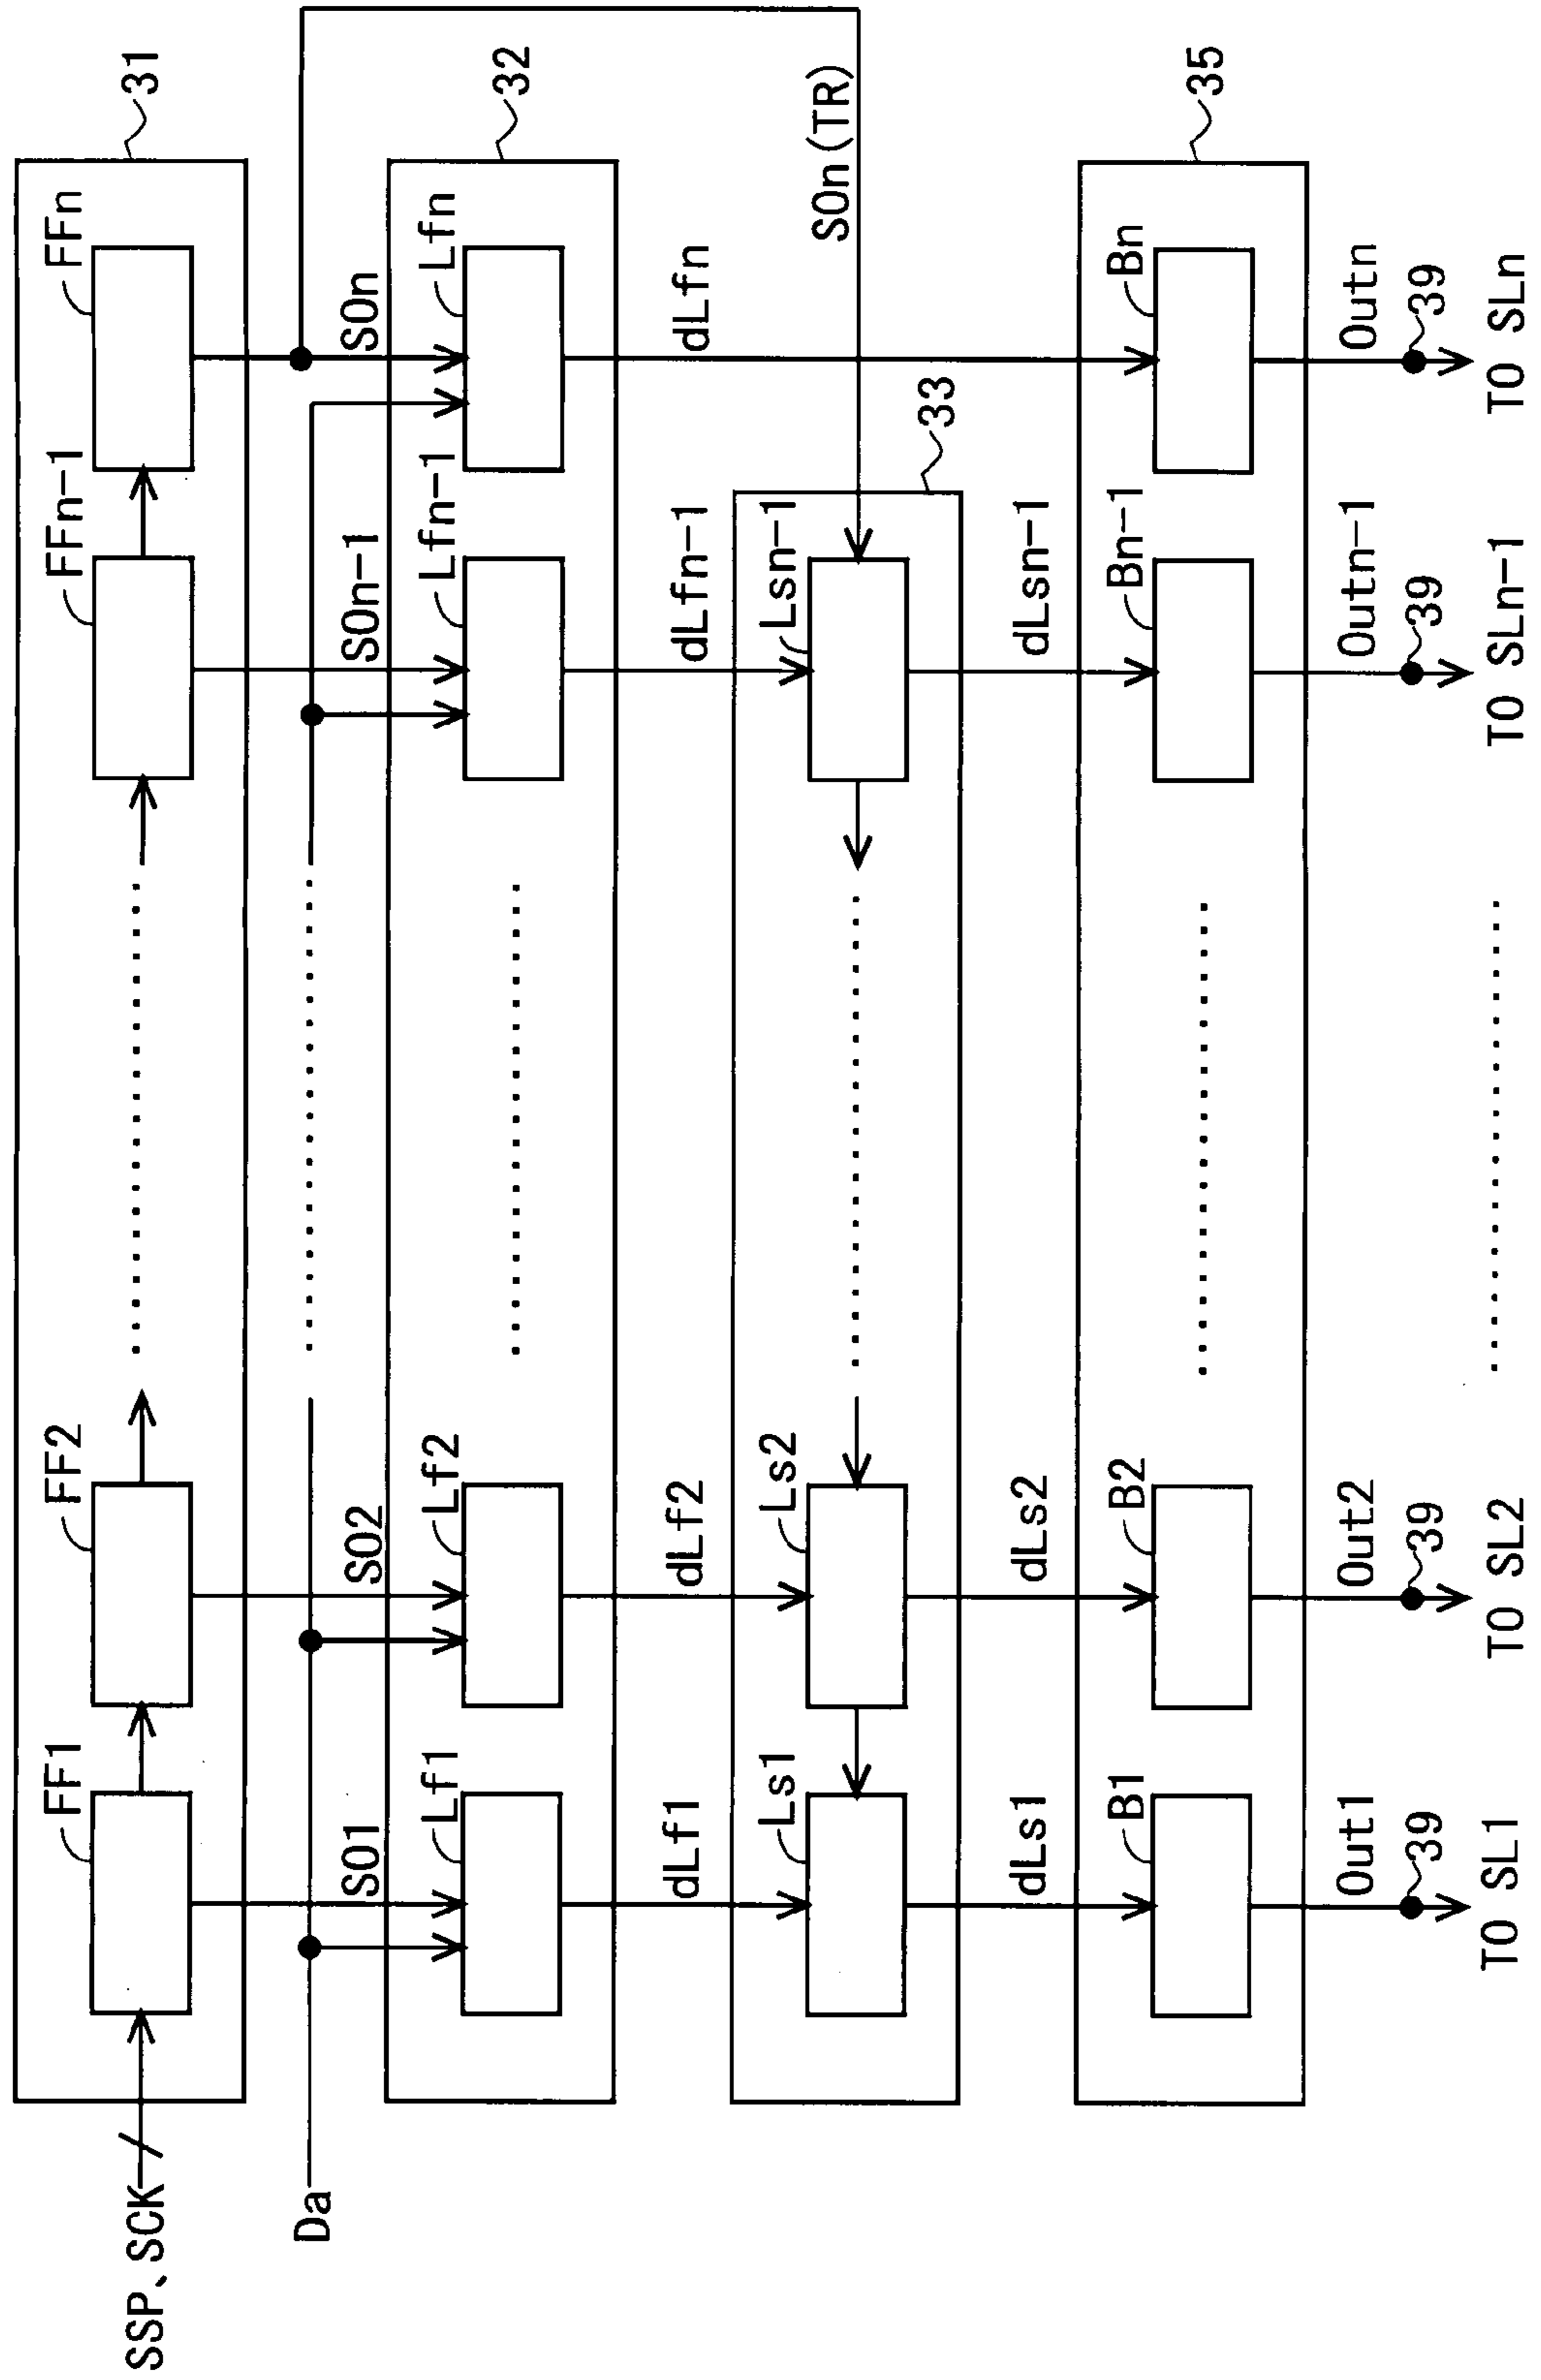 31
FF1
FF2
FFn-1
FFn
SSP、SCK
Da
SO1
SO2
SOn-1
SOn
32
Lf1
Lf2
Lfn-1
Lfn
dLf1
dLf2
dLfn-1
dLfn
SOn(TR)
33
Ls1
Ls2
Lsn-1
dLs1
dLs2
dLsn-1
35
B1
B2
Bn-1
Bn
Out1
Out2
Outn-1
Outn
39
39
39
39
TO SL1
TO SL2
TO SLn-1
TO SLn